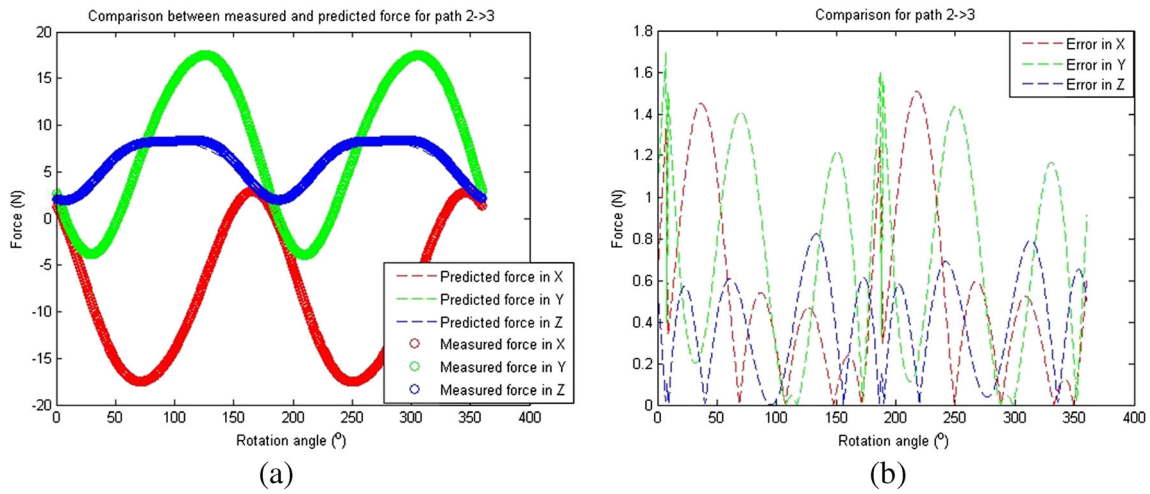 Comparison between measured and predicted force for path 2->3
20
15
10
5
0
-5
-10
-15
-20
Force (N)
0
50
100
150
200
250
300
350
400
Rotation angle (°)
Predicted force in X
Predicted force in Y
Predicted force in Z
Measured force in X
Measured force in Y
Measured force in Z
(a)
Comparison for path 2->3
1.8
1.6
1.4
1.2
1
0.8
0.6
0.4
0.2
0
Force (N)
0
50
100
150
200
250
300
350
400
Rotation angle (°)
Error in X
Error in Y
Error in Z
(b)